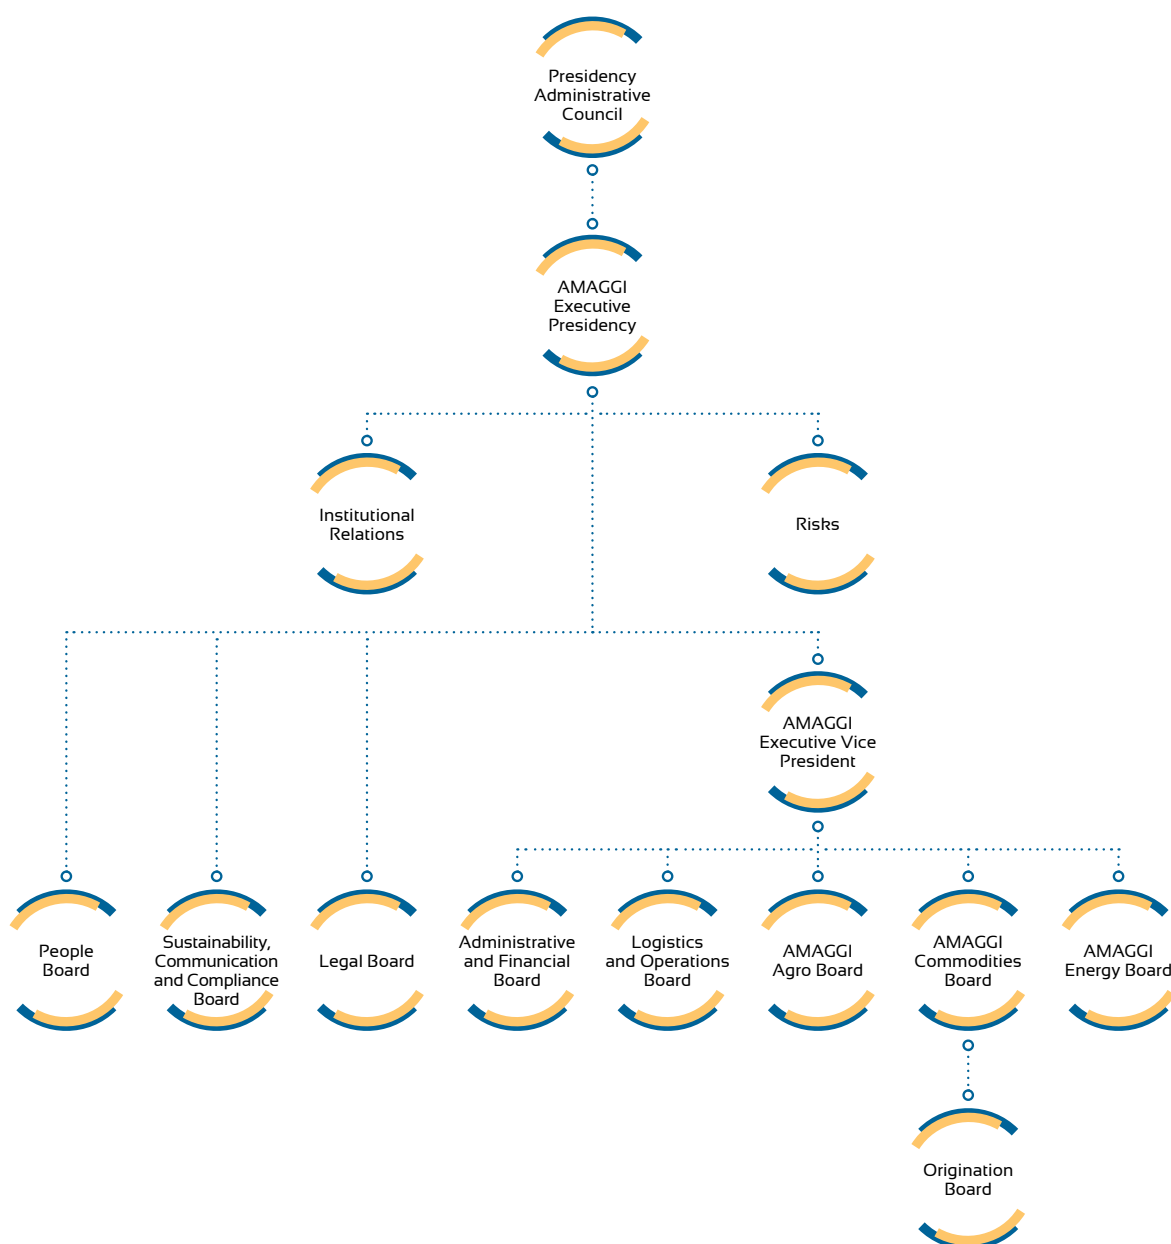 Presidency
Administrative
Council
AMAGGI
Executive
Presidency
Institutional
Relations
Risks
AMAGGI
Executive Vice
President
People
Board
Sustainability,
Communication
and Compliance
Board
Legal Board
Administrative
and Financial
Board
Logistics
and Operations
Board
AMAGGI
Agro Board
AMAGGI
Commodities
Board
AMAGGI
Energy Board
Origination
Board